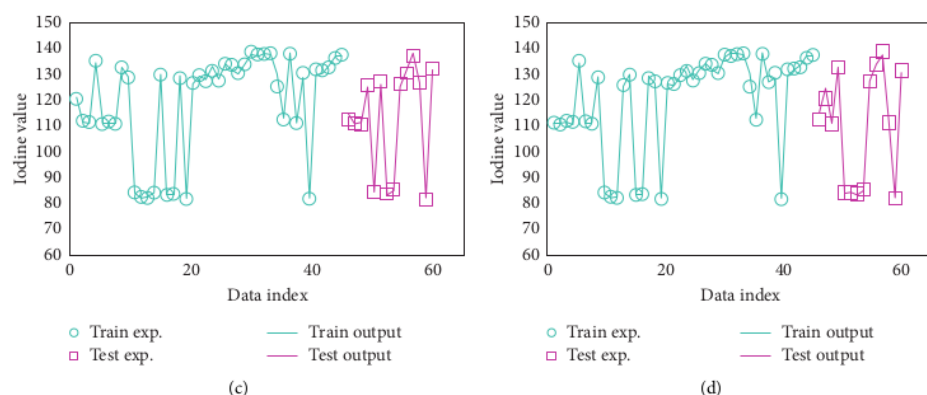 150
140
130
120
110
100
90
80
70
60
Iodine value
0 20 40 60
Data index
Train exp.
Test exp.
Train output
Test output
(c)
150
140
130
120
110
100
90
80
70
60
Iodine value
0 20 40 60
Data index
Train exp.
Test exp.
Train output
Test output
(d)